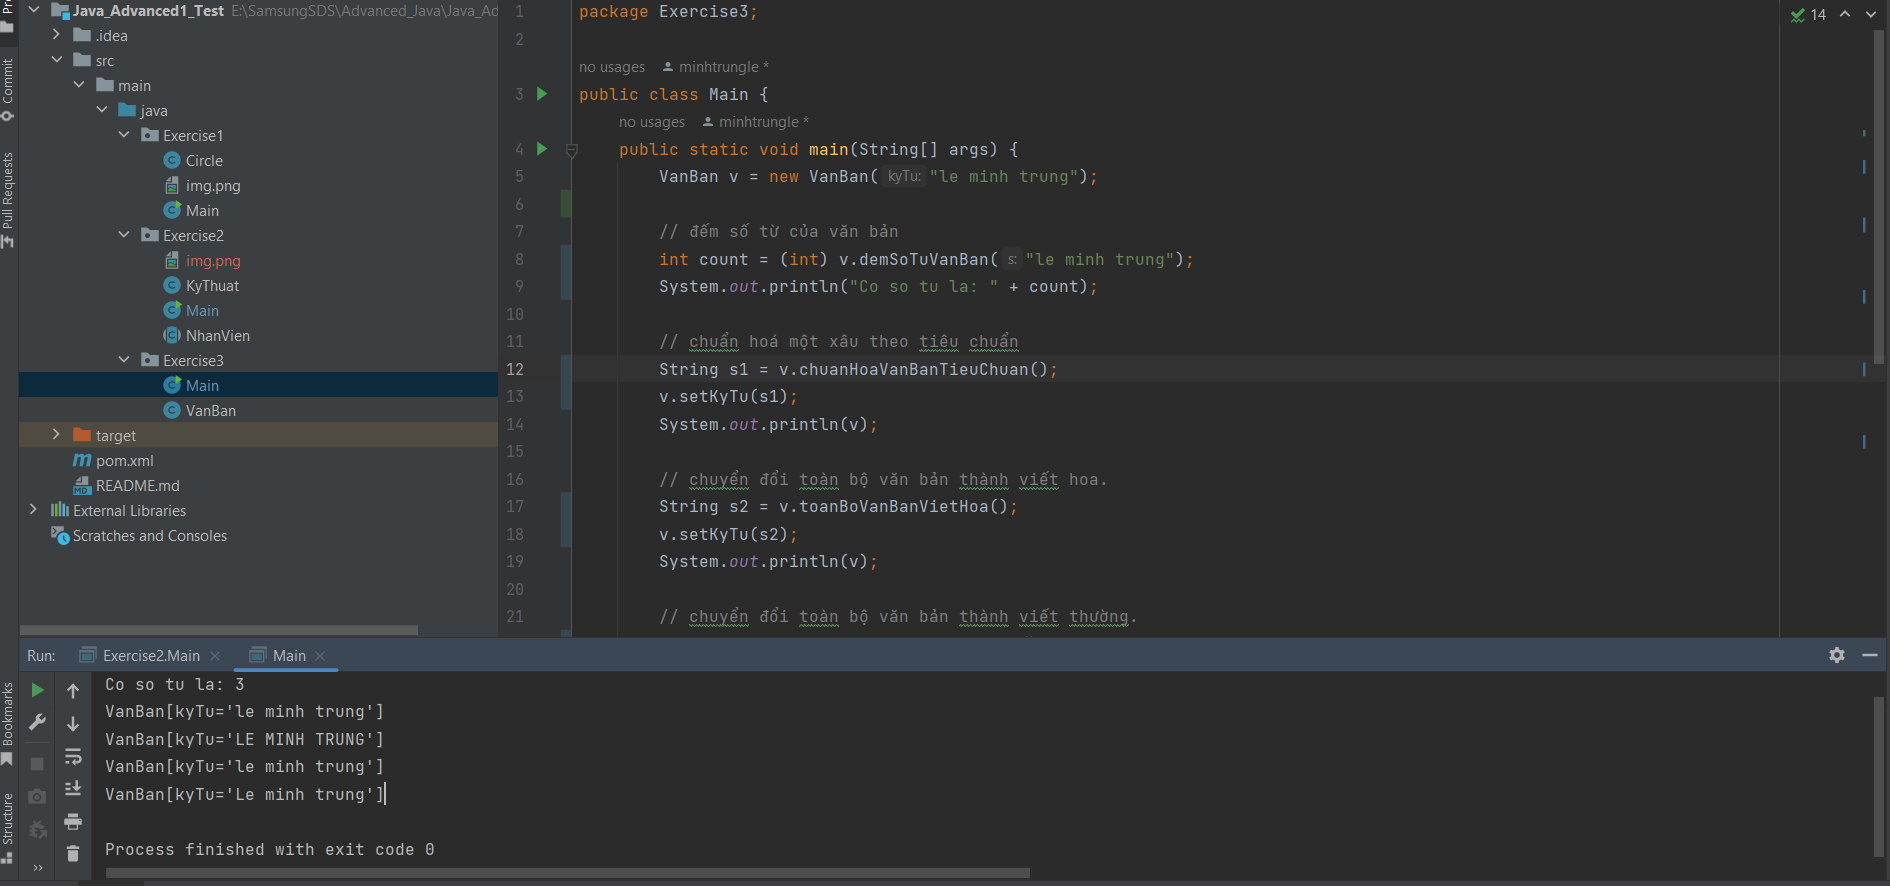 Java_Advanced1_Test E:\SamsungSDS\Advanced_Java\Java_Ad
.idea
src
main
java
Exercise1
Circle
img.png
Main
Exercise2
img.png
KyThuat
Main
NhanVien
Exercise3
Main
VanBan
target
pom.xml
README.md
External Libraries
Scratches and Consoles
Commit
Pull Requests
Bookmarks
Structure
14
1 package Exercise3;
2
no usages minhtrungle *
3 public class Main {
no usages minhtrungle *
4 public static void main(String[] args) {
5 VanBan v = new VanBan( kyTu: "le minh trung");
6
7 // đếm số từ của văn bản
8 int count = (int) v.demSoTuVanBan( s: "le minh trung");
9 System.out.println("Co so tu la: " + count);
10
11 // chuẩn hoá một xâu theo tiêu chuẩn
12 String s1 = v.chuanHoaVanBanTieuChuan();
13 v.setKyTu(s1);
14 System.out.println(v);
15
16 // chuyển đổi toàn bộ văn bản thành viết hoa.
17 String s2 = v.toanBoVanBanVietHoa();
18 v.setKyTu(s2);
19 System.out.println(v);
20
21 // chuyển đổi toàn bộ văn bản thành viết thường.
Run: Exercise2.Main Main
Co so tu la: 3
VanBan[kyTu='le minh trung']
VanBan[kyTu='LE MINH TRUNG']
VanBan[kyTu='le minh trung']
VanBan[kyTu='Le minh trung']
Process finished with exit code 0